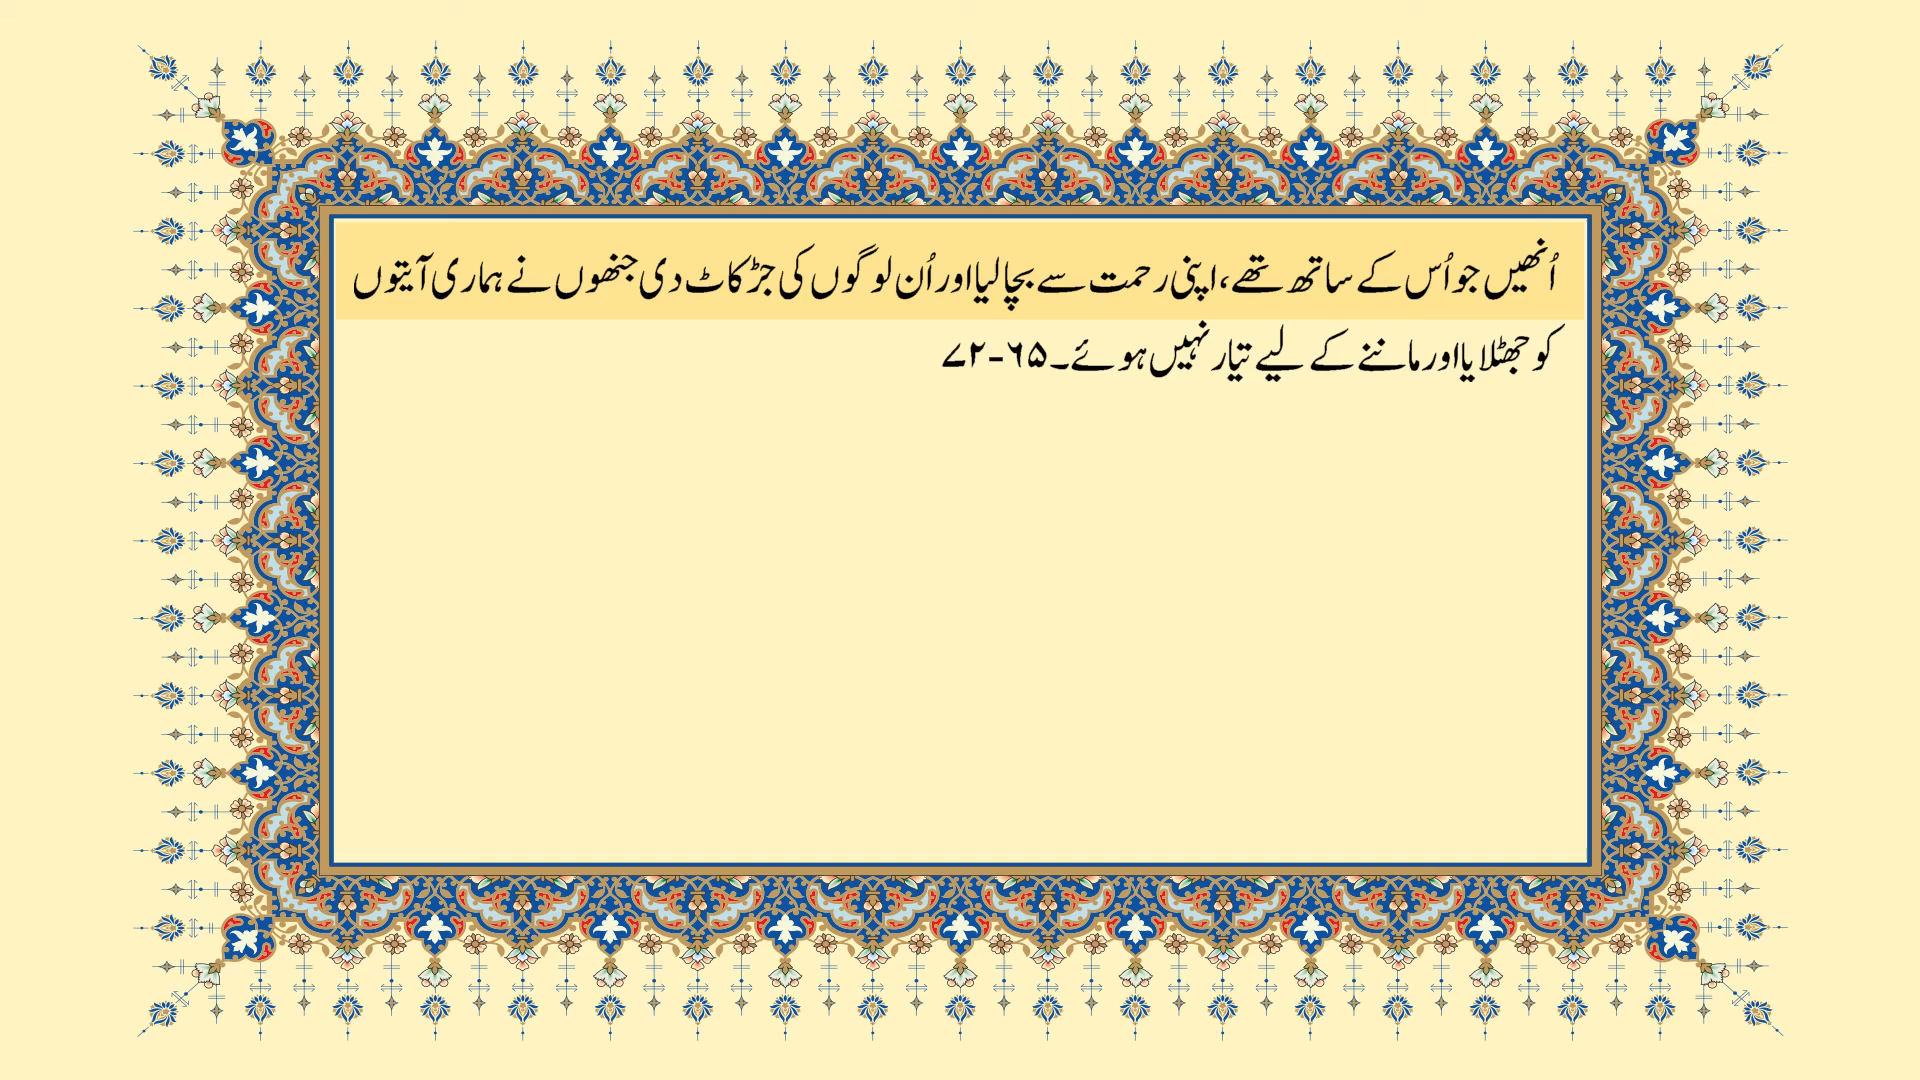 اُنھیں جو اُس کے ساتھ تھے، اپنی رحمت سے بچا لیا اور اُن لوگوں کی جڑ کاٹ دی جنھوں نے ہماری آیتوں
کو جھٹلایا اور ماننے کے لیے تیار نہیں ہوئے۔ ۶۵-۷۲